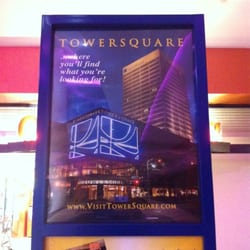 TOWERSQUARE
...where
you'll find
what you're
looking for!
www.VisitTowerSquare.com